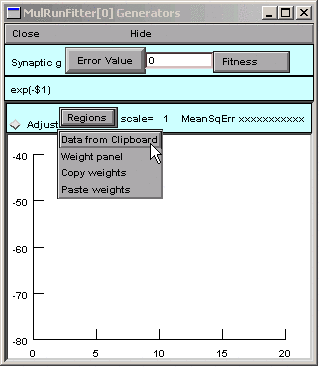 MulRunFitter[0] Generators
Close Hide
Synaptic g Error Value 0 Fitness
exp(-$1)
Adjust Regions scale= 1 MeanSqErr xxxxxxxxxxx
Data from Clipboard
Weight panel
Copy weights
Paste weights
-40
-50
-60
-70
-80
0 5 10 15 20